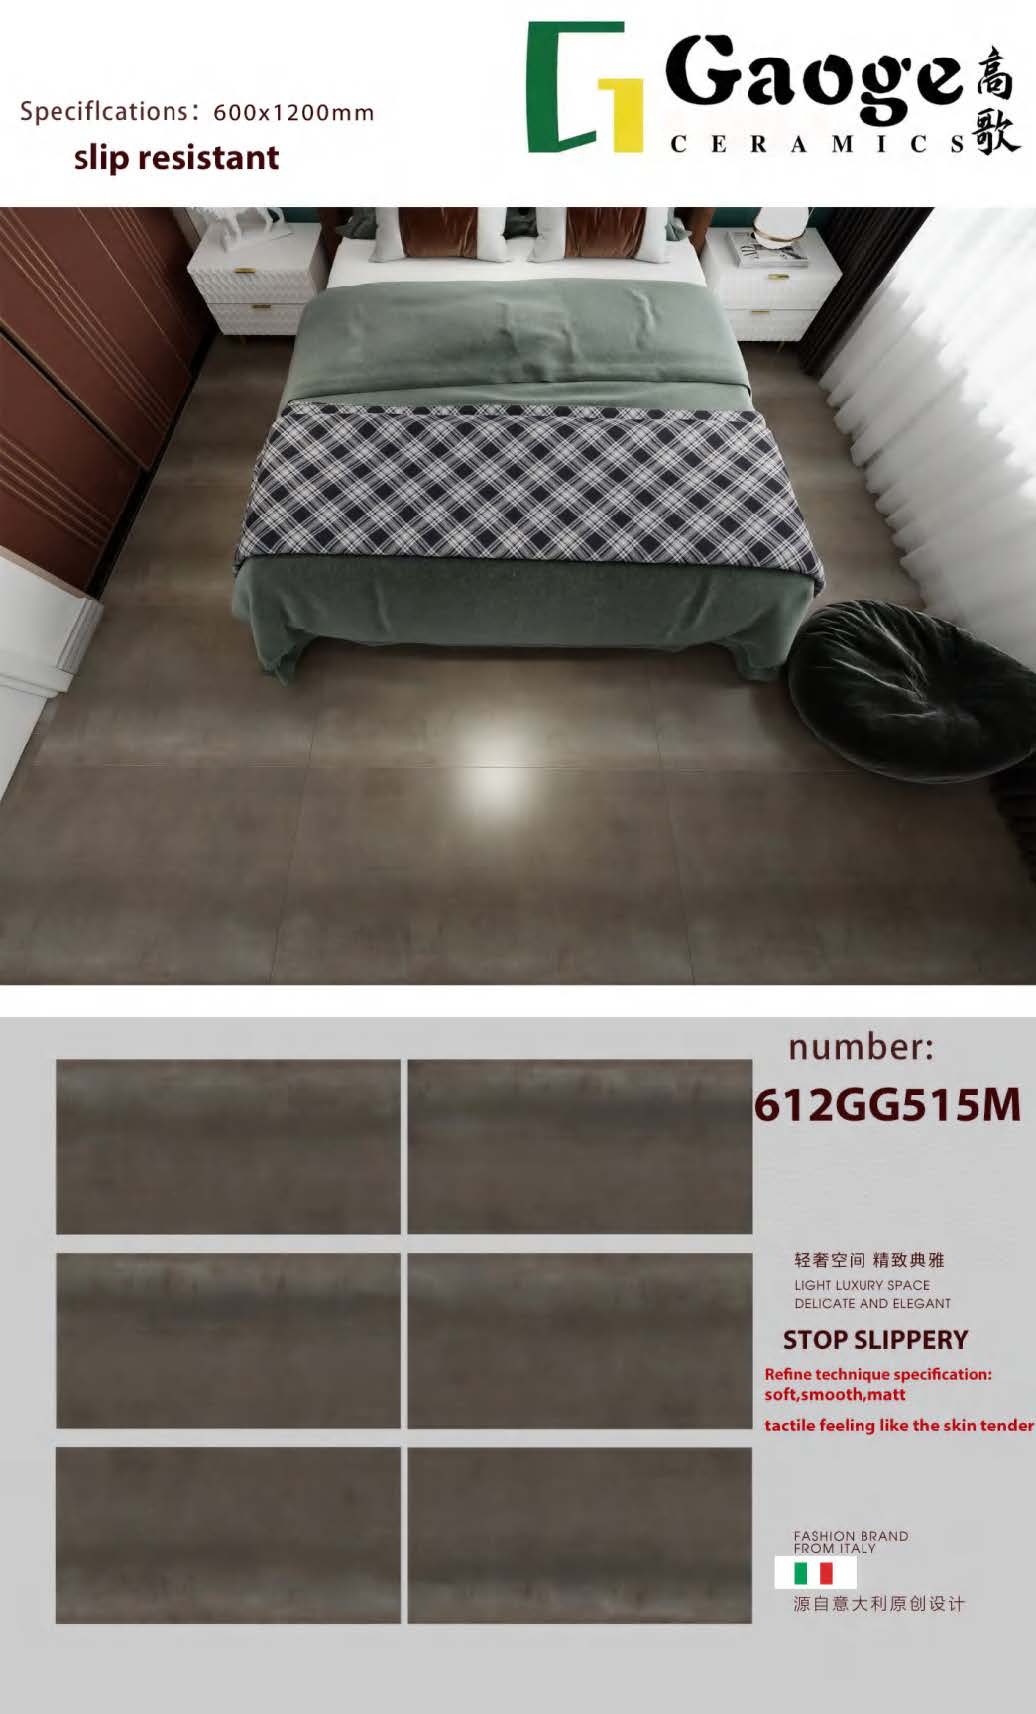 Speciflcations: 600x1200mm
slip resistant
Gaoge 高歌
CERAMICS
number:
612GG515M
轻奢空间 精致典雅
LIGHT LUXURY SPACE
DELICATE AND ELEGANT
STOP SLIPPERY
Refine technique specification:
soft,smooth,matt
tactile feeling like the skin tender
FASHION BRAND
FROM ITALY
源自意大利原创设计